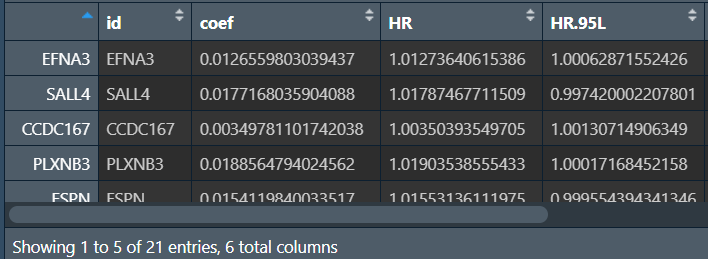 id coef HR HR.95L
EFNA3 EFNA3 0.0126559803039437 1.01273640615386 1.00062871552426
SALL4 SALL4 0.0177168035904088 1.01787467711509 0.997420002207801
CCDC167 CCDC167 0.00349781101742038 1.00350393549705 1.00130714906349
PLXNB3 PLXNB3 0.0188564794024562 1.01903538555433 1.00017168452158
ESPN ESPN 0.0154119840033517 1.01553136111975 0.999554394341346
Showing 1 to 5 of 21 entries, 6 total columns